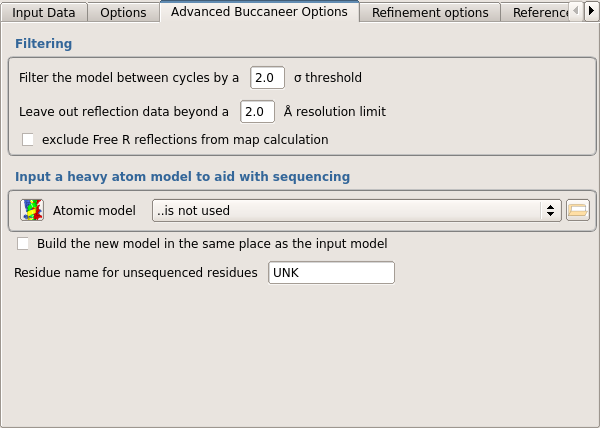 Input Data Options Advanced Buccaneer Options Refinement options Reference
Filtering
Filter the model between cycles by a 2.0 σ threshold
Leave out reflection data beyond a 2.0 Å resolution limit
exclude Free R reflections from map calculation
Input a heavy atom model to aid with sequencing
Atomic model ..is not used
Build the new model in the same place as the input model
Residue name for unsequenced residues UNK